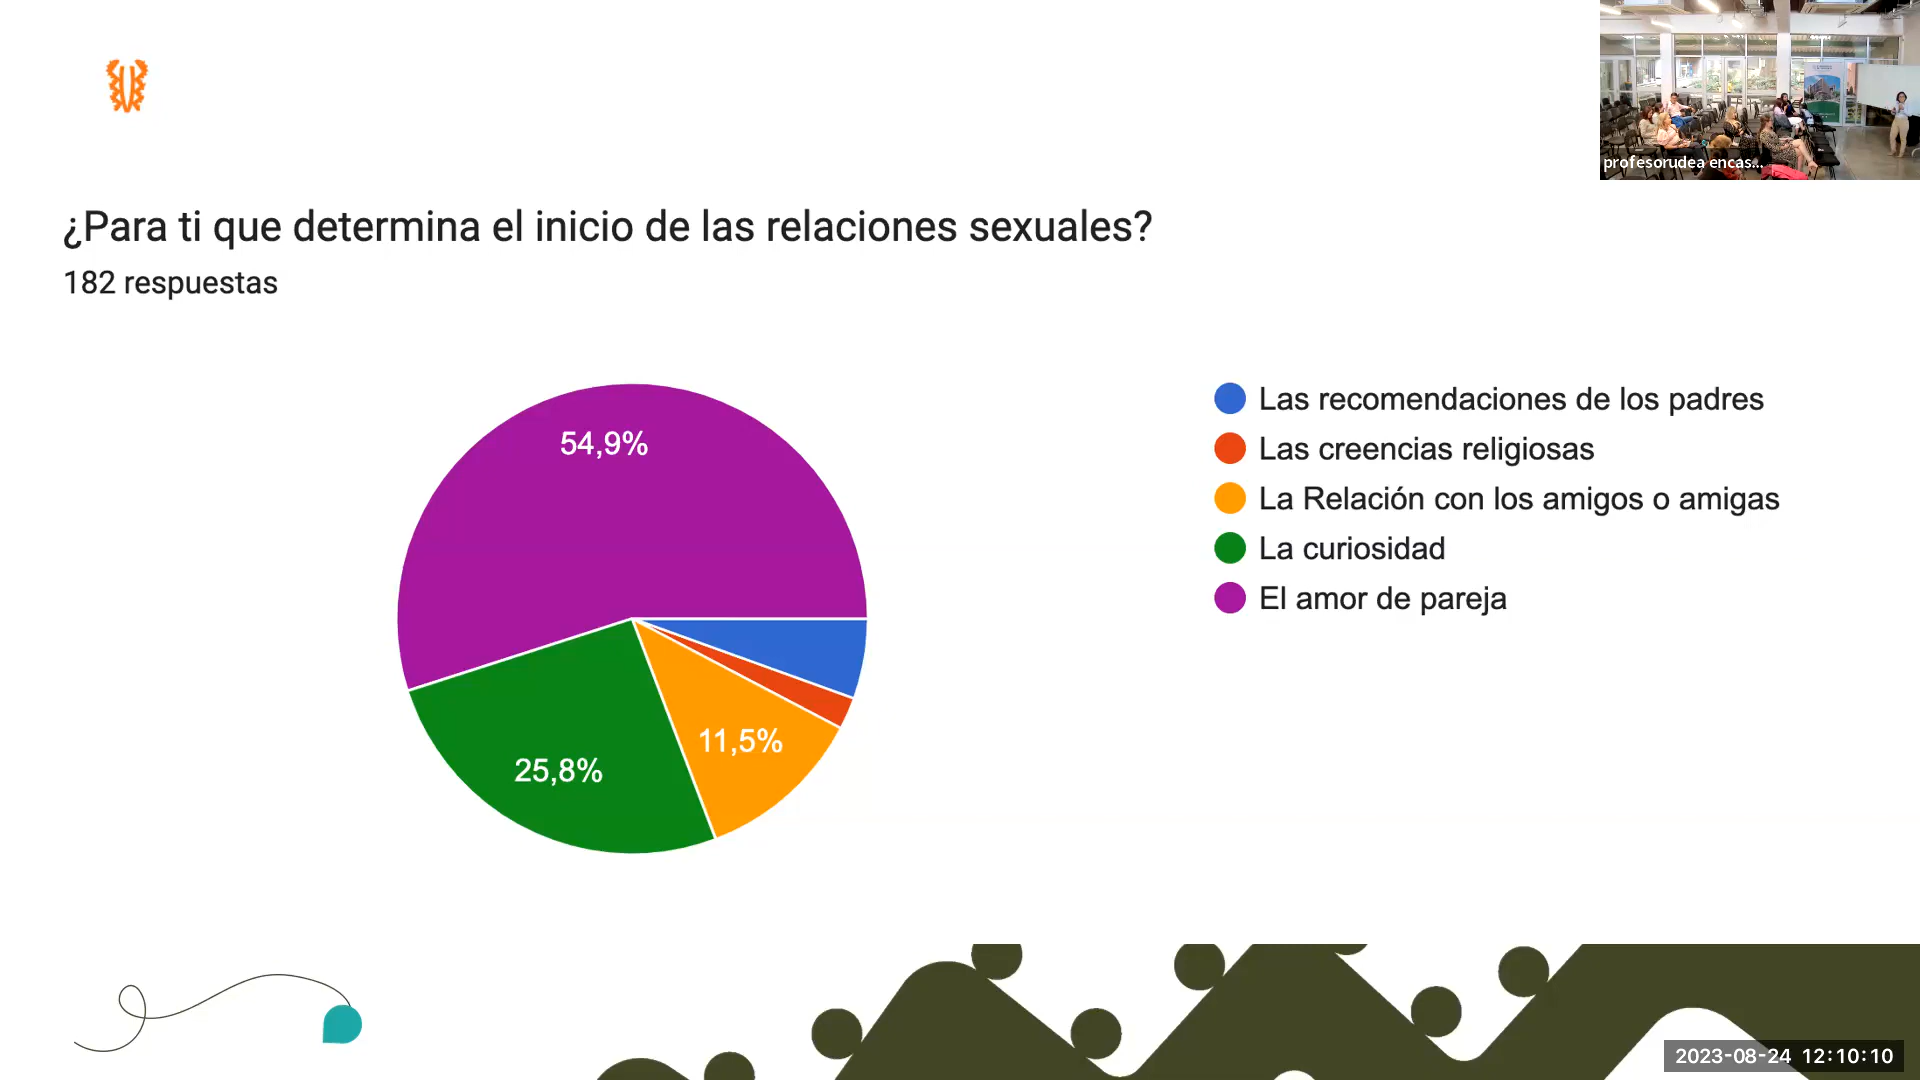 profesorudea encas...
¿Para ti que determina el inicio de las relaciones sexuales?
182 respuestas
54,9%
25,8%
11,5%
Las recomendaciones de los padres
Las creencias religiosas
La Relación con los amigos o amigas
La curiosidad
El amor de pareja
2023-08-24 12:10:10